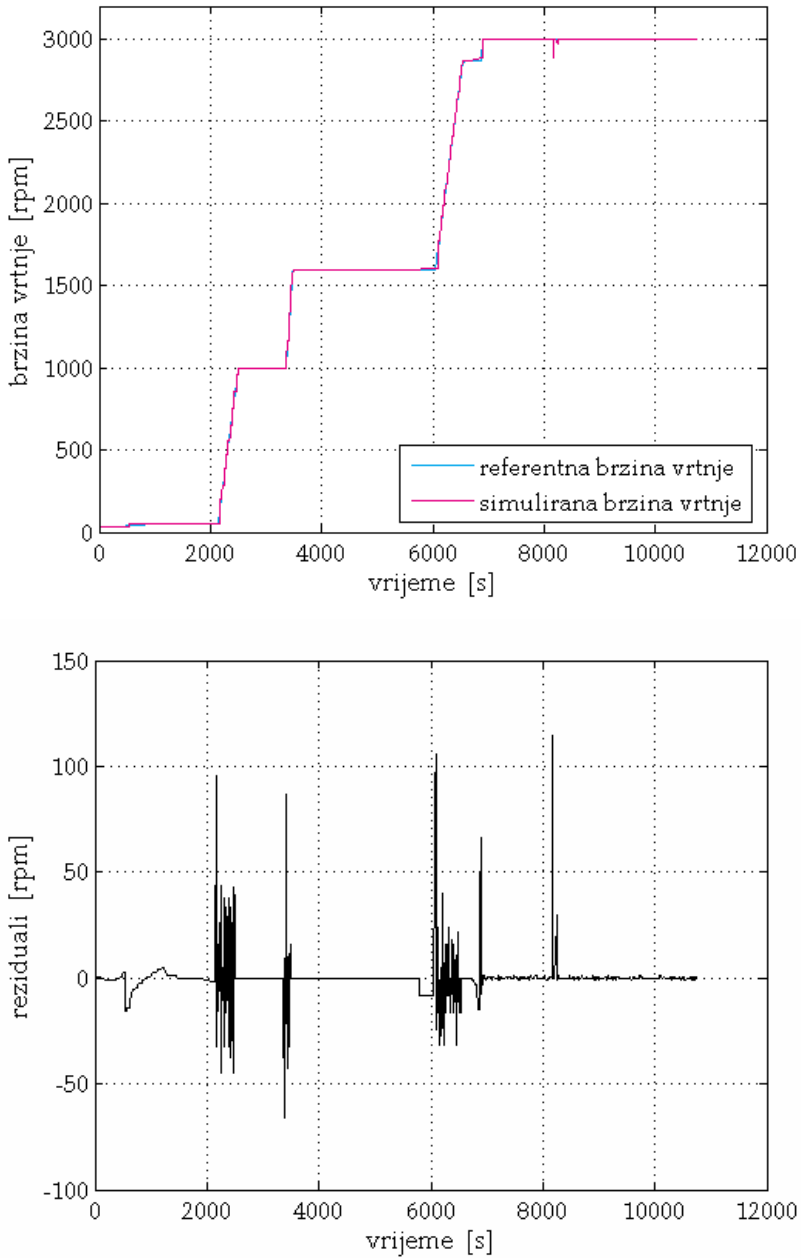 3000
2500
2000
1500
1000
500
0
brzina vrtnje [rpm]
referentna brzina vrtnje
simulirana brzina vrtnje
0 2000 4000 6000 8000 10000 12000
vrijeme [s]
150
100
50
0
-50
-100
reziduali [rpm]
0 2000 4000 6000 8000 10000 12000
vrijeme [s]